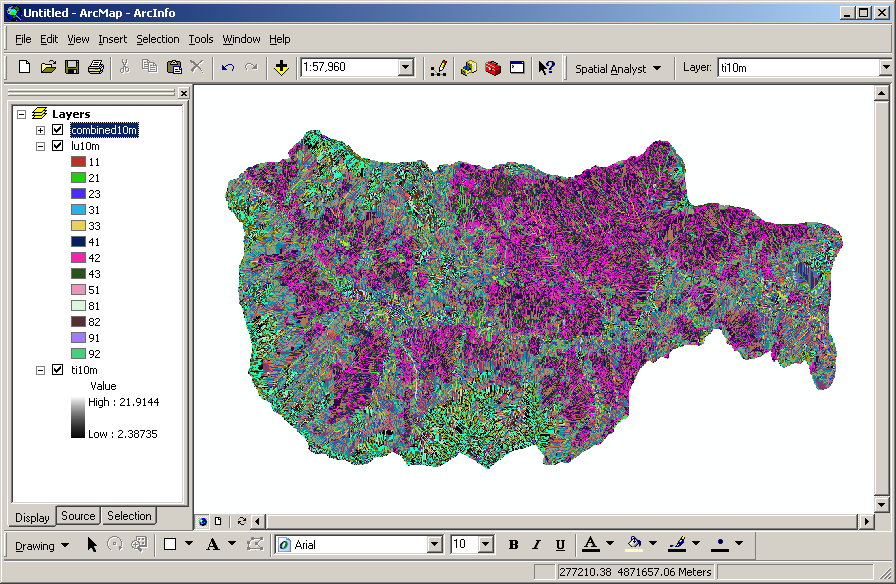 Untitled - ArcMap - ArcInfo
File Edit View Insert Selection Tools Window Help
1:57,960 Spatial Analyst Layer: ti10m
Layers
combined10m
lu10m
11
21
23
31
33
41
42
43
51
81
82
91
92
ti10m
Value
High : 21.9144
Low : 2.38735
Display Source Selection
Drawing A Arial 10 B I U A
277210.38 4871657.06 Meters